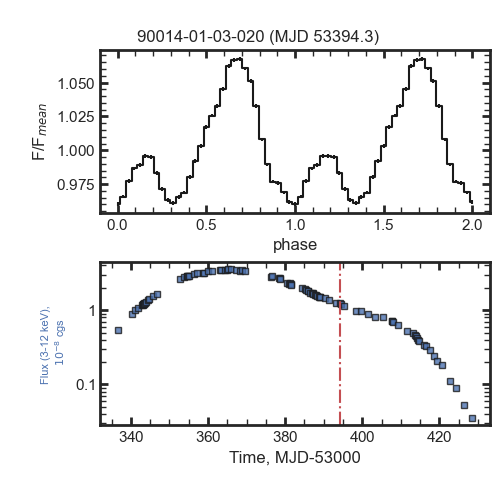 90014-01-03-020 (MJD 53394.3)
F/F_mean
1.050
1.025
1.000
0.975
0.0 0.5 1.0 1.5 2.0
phase
Flux (3-12 keV),
10⁻⁸ cgs
1
0.1
340 360 380 400 420
Time, MJD-53000